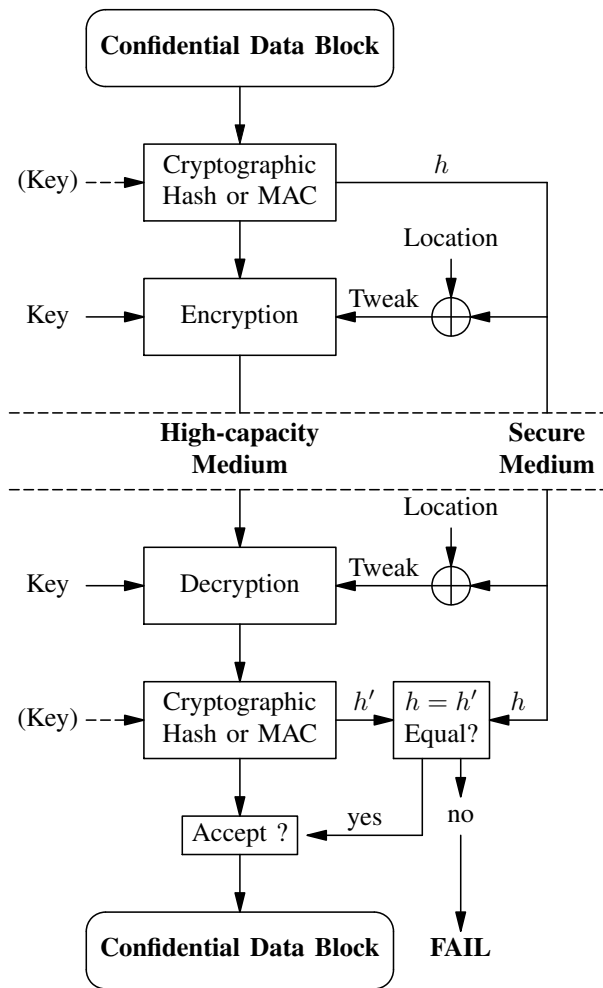 Confidential Data Block
(Key)
Cryptographic
Hash or MAC
h
Location
Key
Encryption
Tweak
High-capacity
Medium
Secure
Medium
Location
Key
Decryption
Tweak
(Key)
Cryptographic
Hash or MAC
h′
h = h′
Equal?
h
Accept ?
yes
no
Confidential Data Block
FAIL